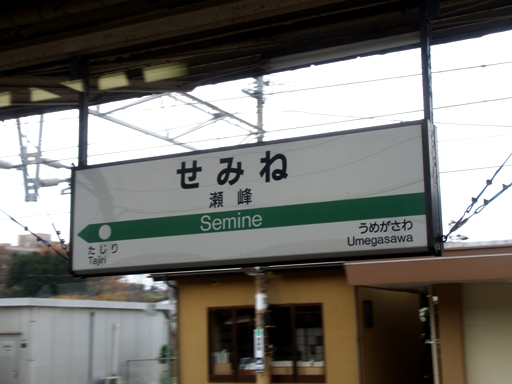 せみね
瀬峰
Semine
たじり
Tajiri
うめがさわ
Umegasawa